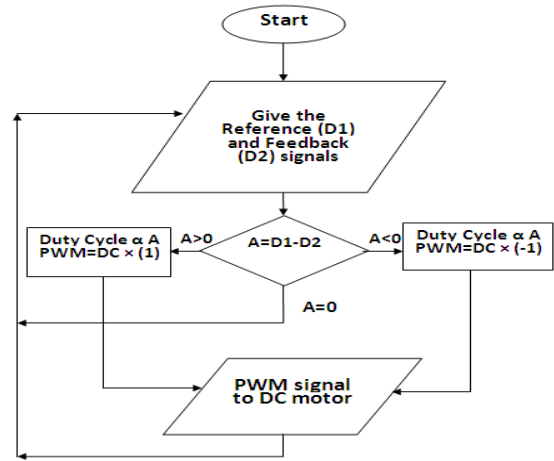 Start
Give the
Reference (D1)
and Feedback
(D2) signals
A>0
A=D1-D2
A<0
Duty Cycle α A
PWM=DC × (1)
Duty Cycle α A
PWM=DC × (-1)
A=0
PWM signal
to DC motor